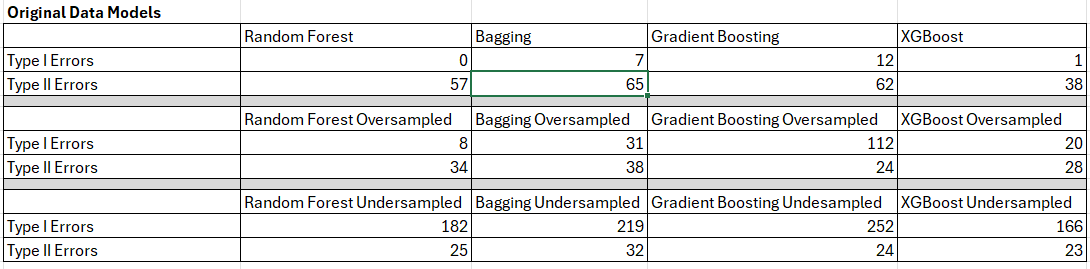 Original Data Models
Random Forest Bagging Gradient Boosting XGBoost
Type I Errors 0 7 12 1
Type II Errors 57 65 62 38
Random Forest Oversampled Bagging Oversampled Gradient Boosting Oversampled XGBoost Oversampled
Type I Errors 8 31 112 20
Type II Errors 34 38 24 28
Random Forest Undersampled Bagging Undersampled Gradient Boosting Undesampled XGBoost Undersampled
Type I Errors 182 219 252 166
Type II Errors 25 32 24 23